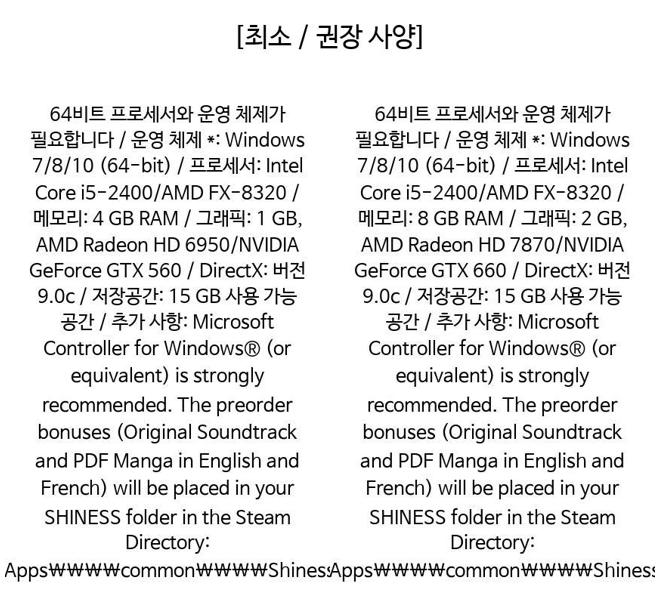 [최소 / 권장 사양]
64비트 프로세서와 운영 체제가
필요합니다 / 운영 체제 *: Windows
7/8/10 (64-bit) / 프로세서: Intel
Core i5-2400/AMD FX-8320 /
메모리: 4 GB RAM / 그래픽: 1 GB,
AMD Radeon HD 6950/NVIDIA
GeForce GTX 560 / DirectX: 버전
9.0c / 저장공간: 15 GB 사용 가능
공간 / 추가 사항: Microsoft
Controller for Windows® (or
equivalent) is strongly
recommended. The preorder
bonuses (Original Soundtrack
and PDF Manga in English and
French) will be placed in your
SHINESS folder in the Steam
Directory:
Apps₩₩₩₩common₩₩₩₩Shiness
64비트 프로세서와 운영 체제가
필요합니다 / 운영 체제 *: Windows
7/8/10 (64-bit) / 프로세서: Intel
Core i5-2400/AMD FX-8320 /
메모리: 8 GB RAM / 그래픽: 2 GB,
AMD Radeon HD 7870/NVIDIA
GeForce GTX 660 / DirectX: 버전
9.0c / 저장공간: 15 GB 사용 가능
공간 / 추가 사항: Microsoft
Controller for Windows® (or
equivalent) is strongly
recommended. The preorder
bonuses (Original Soundtrack
and PDF Manga in English and
French) will be placed in your
SHINESS folder in the Steam
Directory:
Apps₩₩₩₩common₩₩₩₩Shiness